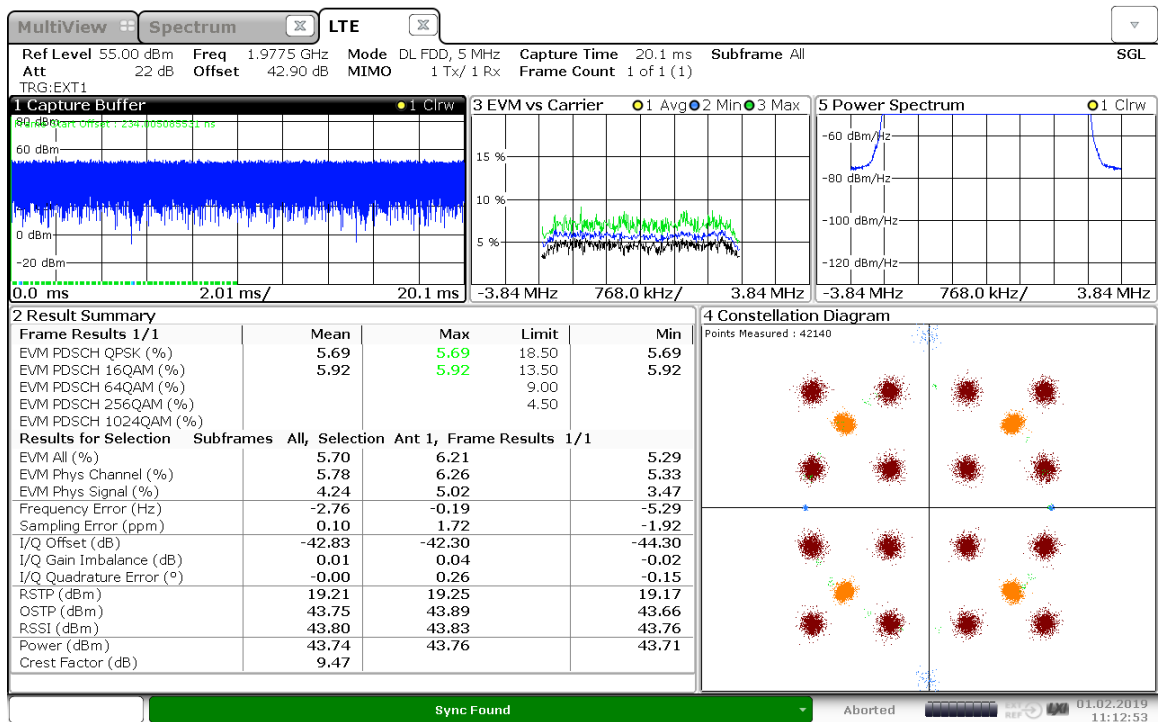 MultiView Spectrum LTE
Ref Level 55.00 dBm Freq 1.9775 GHz Mode DL FDD, 5 MHz Capture Time 20.1 ms Subframe All SGL
Att 22 dB Offset 42.90 dB MIMO 1 Tx/ 1 Rx Frame Count 1 of 1 (1)
TRG:EXT1
1 Capture Buffer 1 Clrw
80 dBm
Frame Start Offset : 234.005085531 ns
60 dBm
0 dBm
-20 dBm
0.0 ms 2.01 ms/ 20.1 ms
3 EVM vs Carrier 1 Avg 2 Min 3 Max
15 %
10 %
5 %
-3.84 MHz 768.0 kHz/ 3.84 MHz
5 Power Spectrum 1 Clrw
-60 dBm/Hz
-80 dBm/Hz
-100 dBm/Hz
-120 dBm/Hz
-3.84 MHz 768.0 kHz/ 3.84 MHz
2 Result Summary
Frame Results 1/1 Mean Max Limit Min
EVM PDSCH QPSK (%) 5.69 5.69 18.50 5.69
EVM PDSCH 16QAM (%) 5.92 5.92 13.50 5.92
EVM PDSCH 64QAM (%) 9.00
EVM PDSCH 256QAM (%) 4.50
EVM PDSCH 1024QAM (%)
Results for Selection Subframes All, Selection Ant 1, Frame Results 1/1
EVM All (%) 5.70 6.21 5.29
EVM Phys Channel (%) 5.78 6.26 5.33
EVM Phys Signal (%) 4.24 5.02 3.47
Frequency Error (Hz) -2.76 -0.19 -5.29
Sampling Error (ppm) 0.10 1.72 -1.92
I/Q Offset (dB) -42.83 -42.30 -44.30
I/Q Gain Imbalance (dB) 0.01 0.04 -0.02
I/Q Quadrature Error (°) -0.00 0.26 -0.15
RSTP (dBm) 19.21 19.25 19.17
OSTP (dBm) 43.75 43.89 43.66
RSSI (dBm) 43.80 43.83 43.76
Power (dBm) 43.74 43.76 43.71
Crest Factor (dB) 9.47
4 Constellation Diagram
Points Measured : 42140
Sync Found Aborted EXT REF 01.02.2019
11:12:53